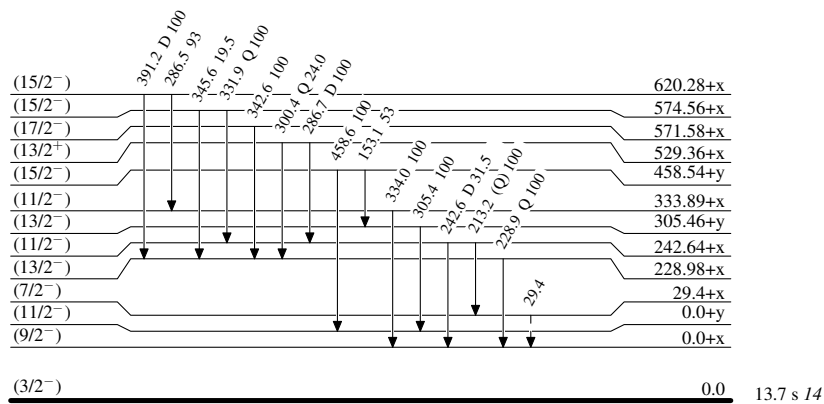 391.2 D 100
286.5 93
345.6 19.5
331.9 Q 100
342.6 100
300.4 Q 24.0
286.7 D 100
458.6 100
153.1 53
334.0 100
305.4 100
242.6 D 31.5
213.2 (Q) 100
228.9 Q 100
29.4
(15/2−) 620.28+x
(15/2−) 574.56+x
(17/2−) 571.58+x
(13/2+) 529.36+x
(15/2−) 458.54+y
(11/2−) 333.89+x
(13/2−) 305.46+y
(11/2−) 242.64+x
(13/2−) 228.98+x
(7/2−) 29.4+x
(11/2−) 0.0+y
(9/2−) 0.0+x
(3/2−) 0.0 13.7 s 14